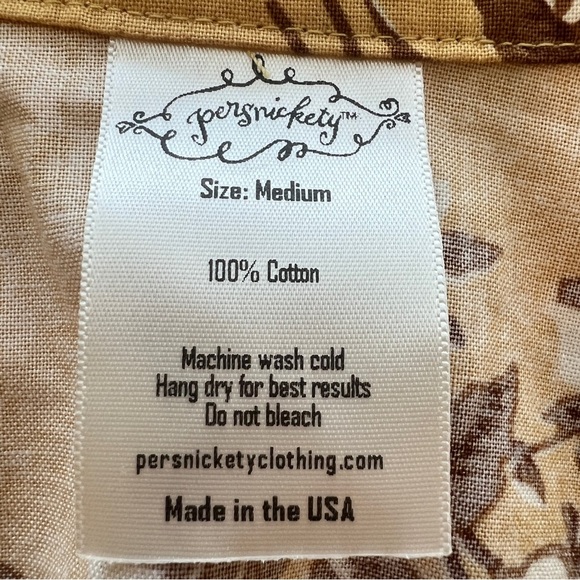 persnickety™
Size: Medium
100% Cotton
Machine wash cold
Hang dry for best results
Do not bleach
persnicketyclothing.com
Made in the USA